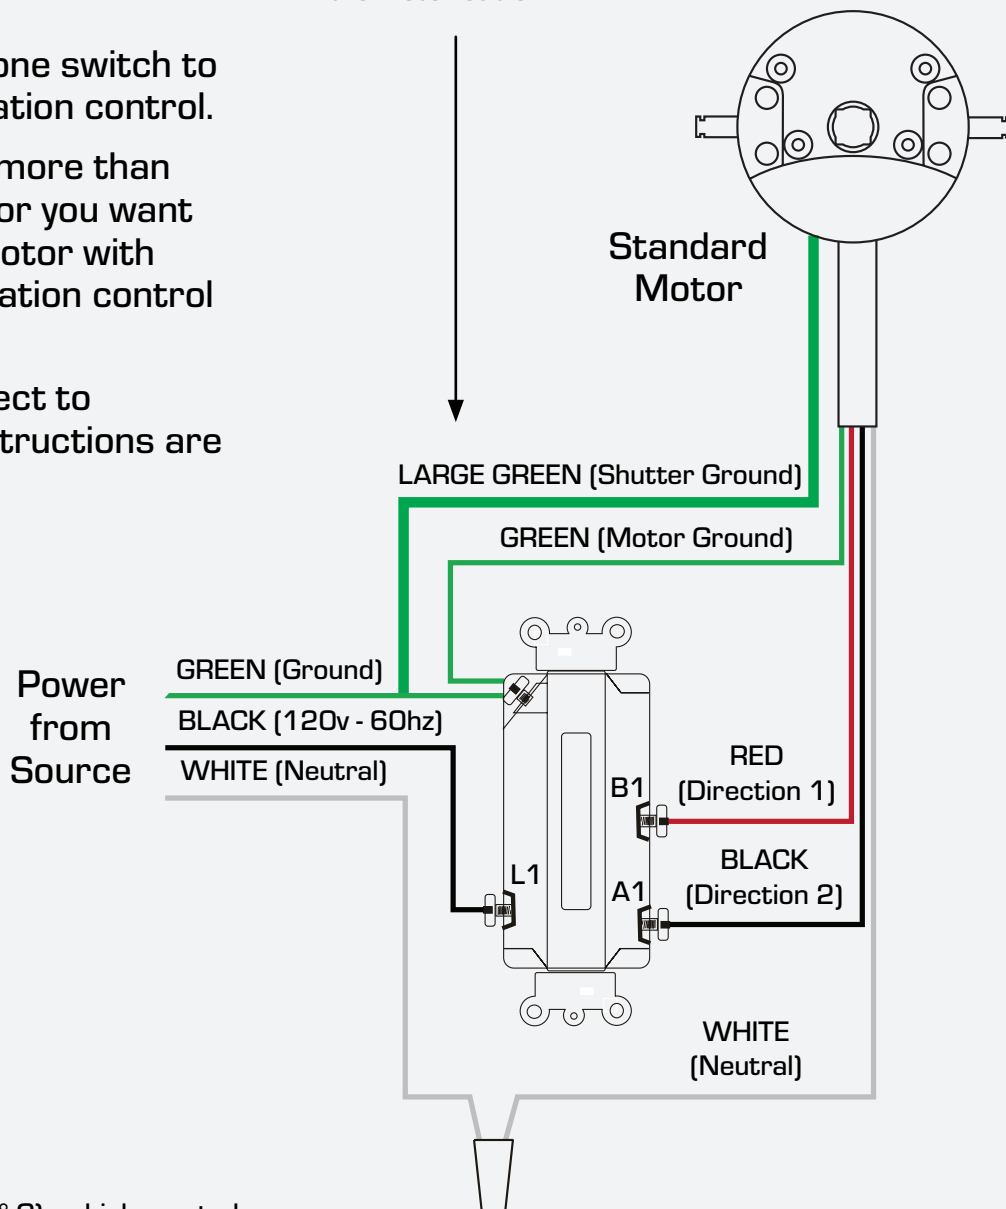 one switch to
ation control.
more than
or you want
otor with
ation control
ect to
tructions are
Standard
Motor
LARGE GREEN (Shutter Ground)
GREEN (Motor Ground)
Power
from
Source
GREEN (Ground)
BLACK (120v - 60hz)
WHITE (Neutral)
B1
RED
(Direction 1)
L1
A1
BLACK
(Direction 2)
WHITE
(Neutral)